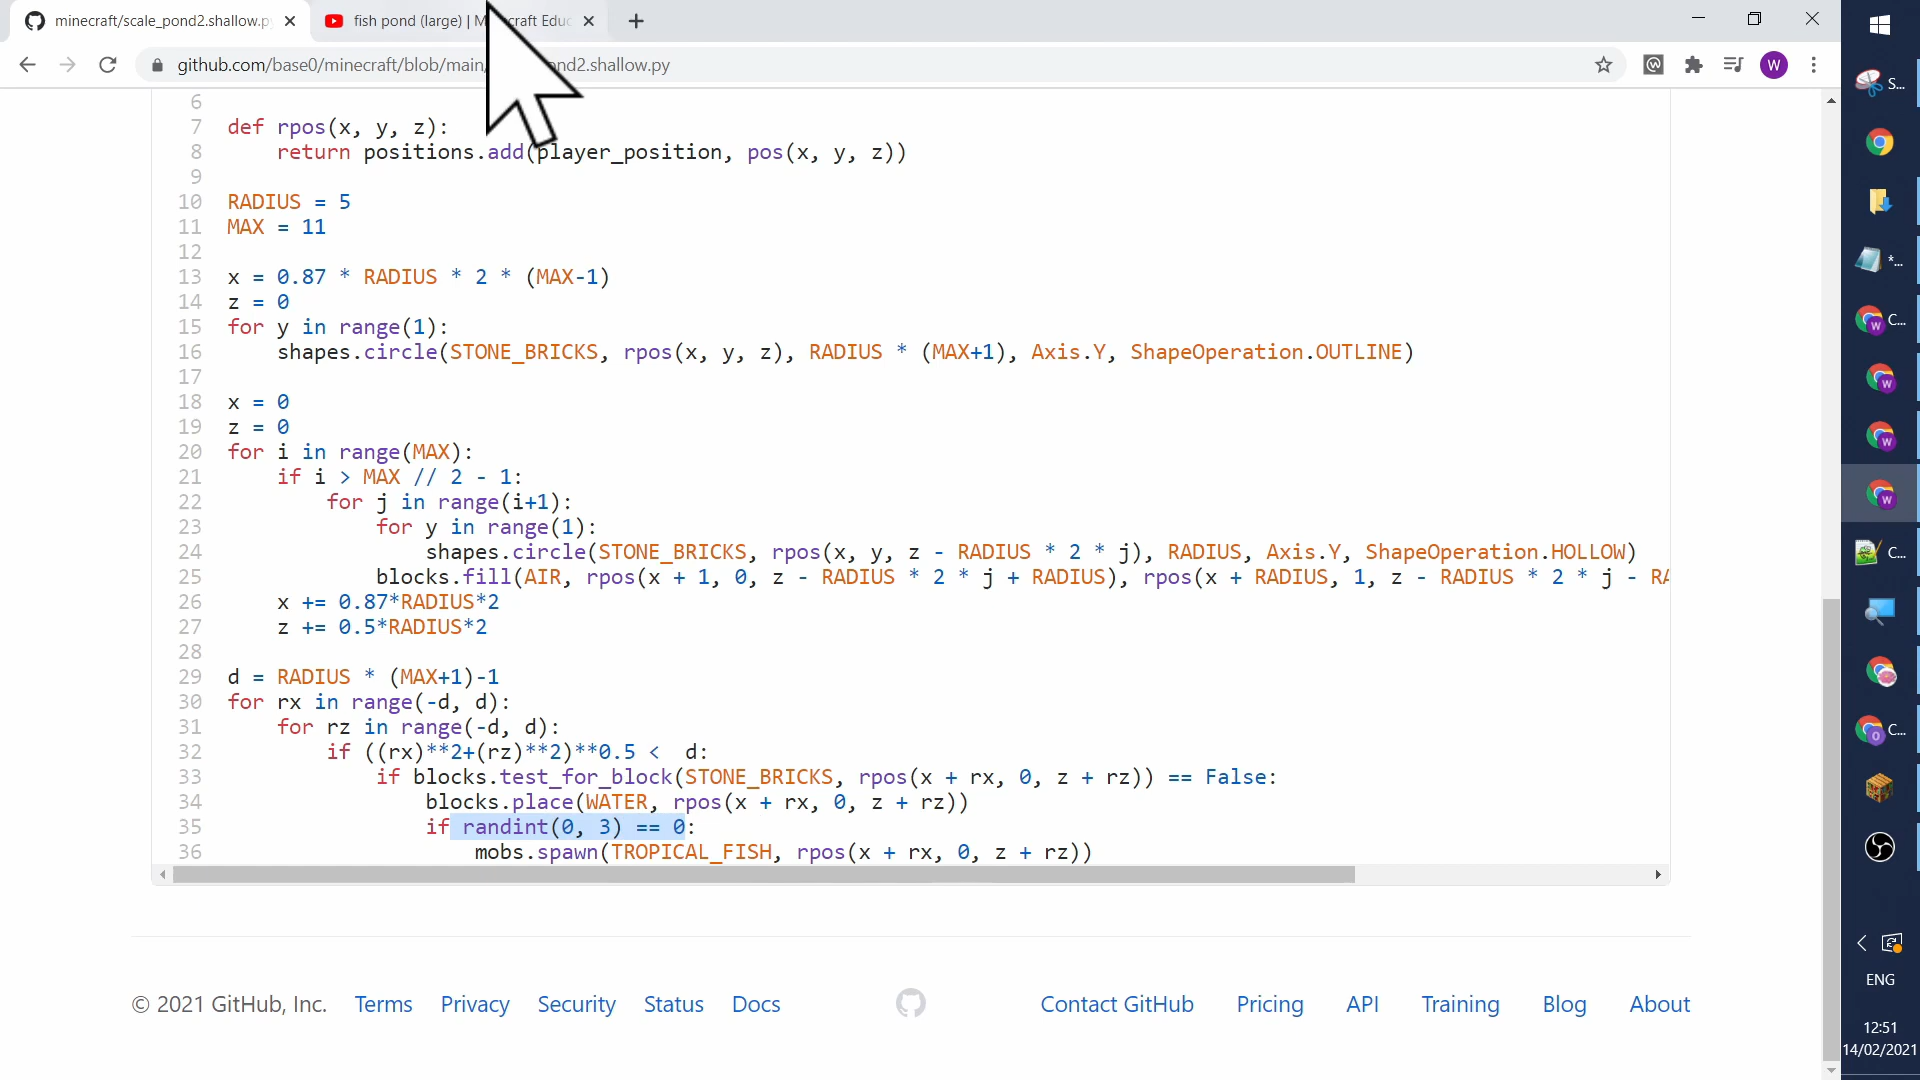 minecraft/scale_pond2.shallow.p
fish pond (large) | M craft Edu
github.com/base0/minecraft/blob/main/ ond2.shallow.py
W
S...
6
7 def rpos(x, y, z):
8 return positions.add(player_position, pos(x, y, z))
9
10 RADIUS = 5
11 MAX = 11
12
13 x = 0.87 * RADIUS * 2 * (MAX-1)
14 z = 0
15 for y in range(1):
16 shapes.circle(STONE_BRICKS, rpos(x, y, z), RADIUS * (MAX+1), Axis.Y, ShapeOperation.OUTLINE)
17
18 x = 0
19 z = 0
20 for i in range(MAX):
21 if i > MAX // 2 - 1:
22 for j in range(i+1):
23 for y in range(1):
24 shapes.circle(STONE_BRICKS, rpos(x, y, z - RADIUS * 2 * j), RADIUS, Axis.Y, ShapeOperation.HOLLOW)
25 blocks.fill(AIR, rpos(x + 1, 0, z - RADIUS * 2 * j + RADIUS), rpos(x + RADIUS, 1, z - RADIUS * 2 * j - RA
26 x += 0.87*RADIUS*2
27 z += 0.5*RADIUS*2
28
29 d = RADIUS * (MAX+1)-1
30 for rx in range(-d, d):
31 for rz in range(-d, d):
32 if ((rx)**2+(rz)**2)**0.5 < d:
33 if blocks.test_for_block(STONE_BRICKS, rpos(x + rx, 0, z + rz)) == False:
34 blocks.place(WATER, rpos(x + rx, 0, z + rz))
35 if randint(0, 3) == 0:
36 mobs.spawn(TROPICAL_FISH, rpos(x + rx, 0, z + rz))
© 2021 GitHub, Inc. Terms Privacy Security Status Docs Contact GitHub Pricing API Training Blog About
*...
W C...
W
W
W
C...
O C...
ENG
12:51
14/02/2021